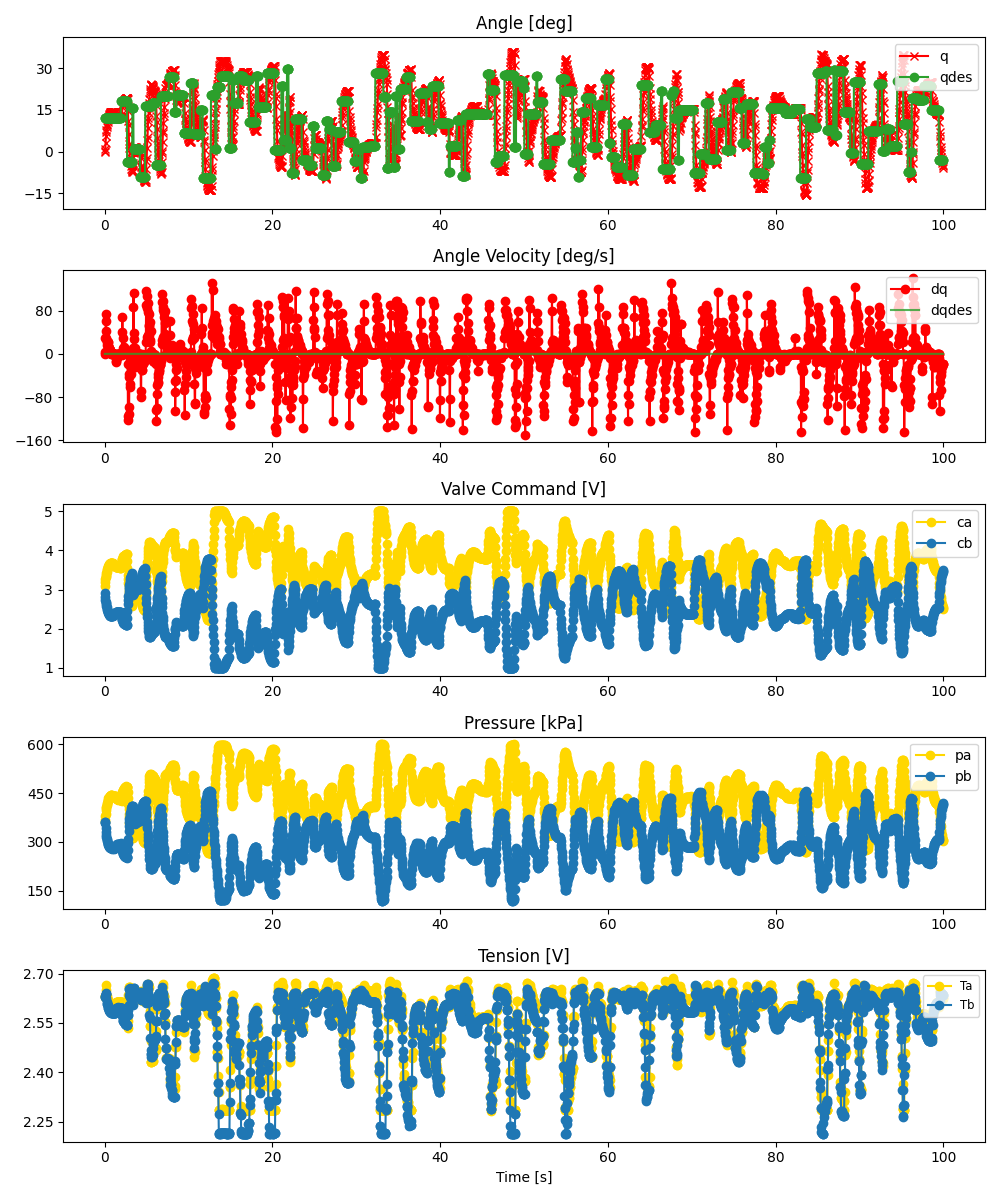 Angle [deg]
30
15
0
−15
q
qdes
0 20 40 60 80 100
Angle Velocity [deg/s]
80
0
−80
−160
dq
dqdes
0 20 40 60 80 100
Valve Command [V]
5
4
3
2
1
ca
cb
0 20 40 60 80 100
Pressure [kPa]
600
450
300
150
pa
pb
0 20 40 60 80 100
Tension [V]
2.70
2.55
2.40
2.25
Ta
Tb
0 20 40 60 80 100
Time [s]